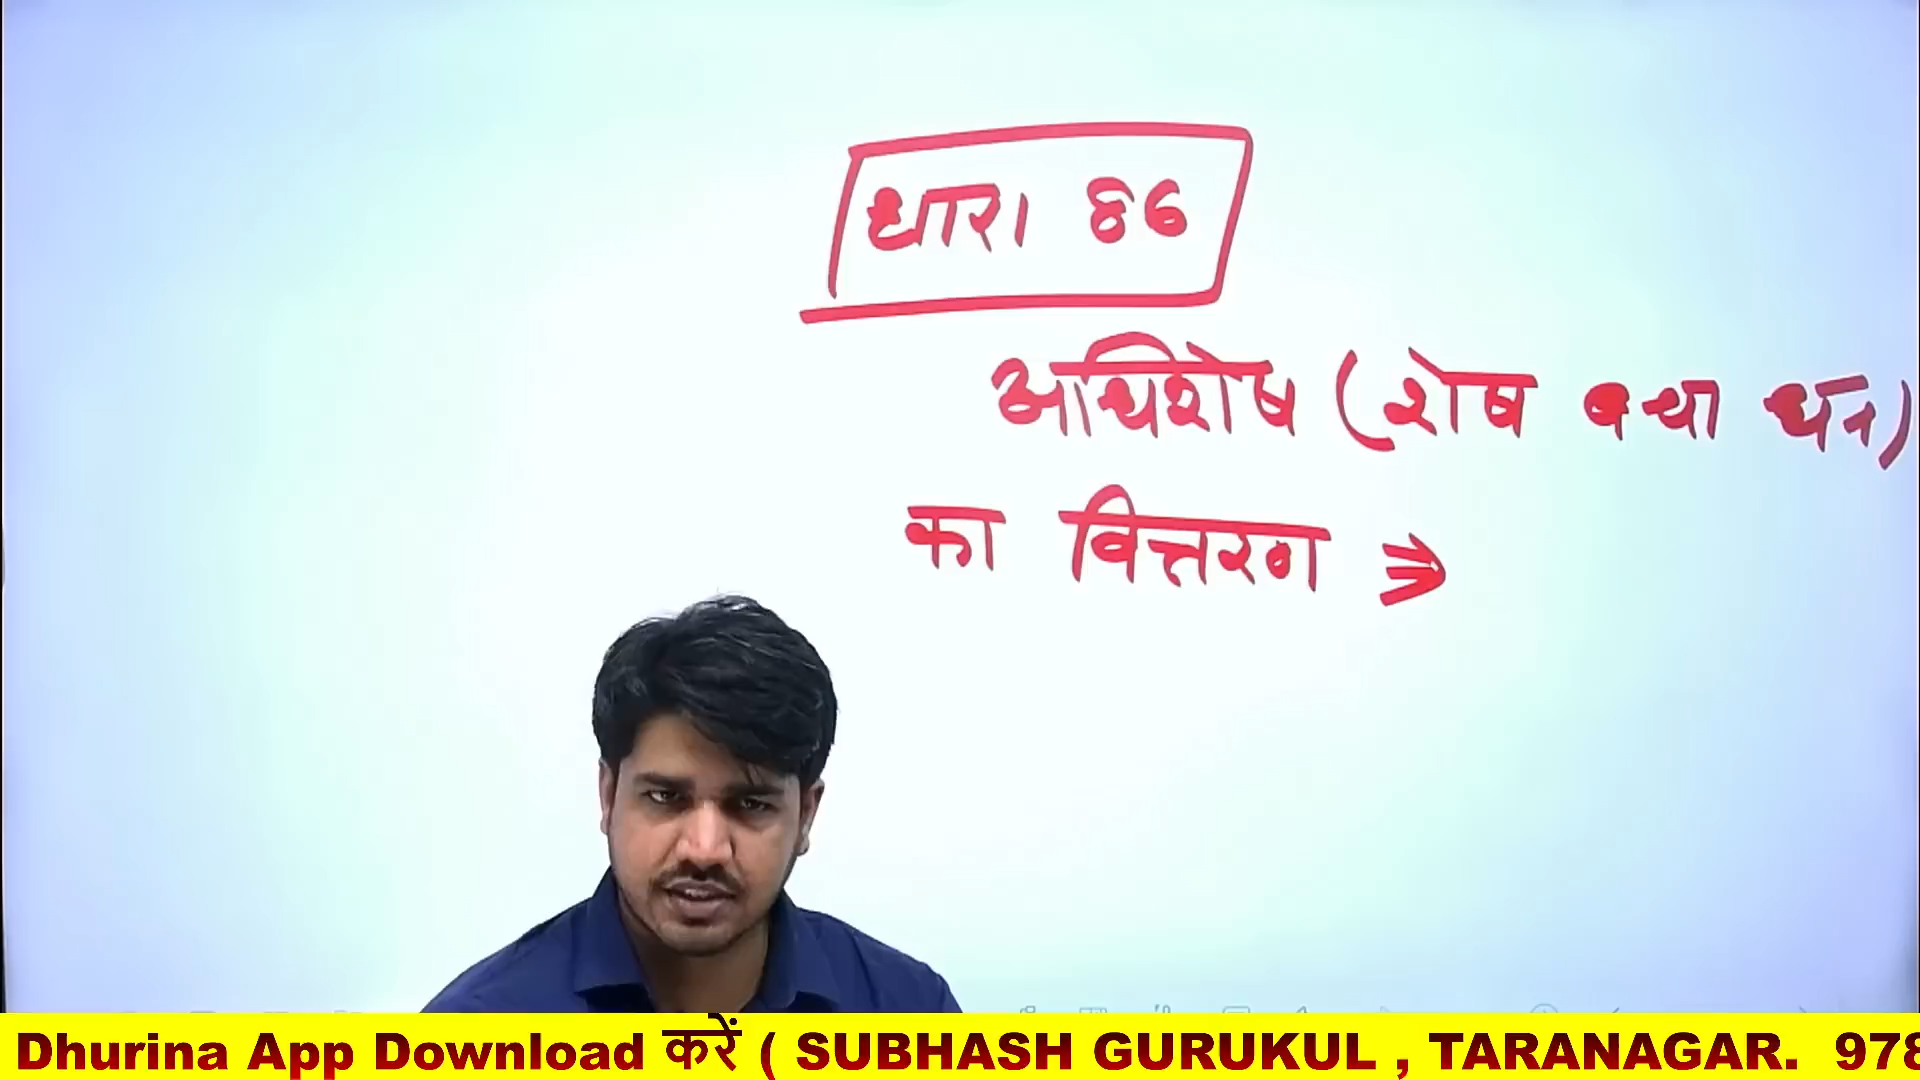 धारा 86
अधिशेष (शेष बचा धन)
का वित्तरण ⇒
Dhurina App Download करें ( SUBHASH GURUKUL , TARANAGAR. 978